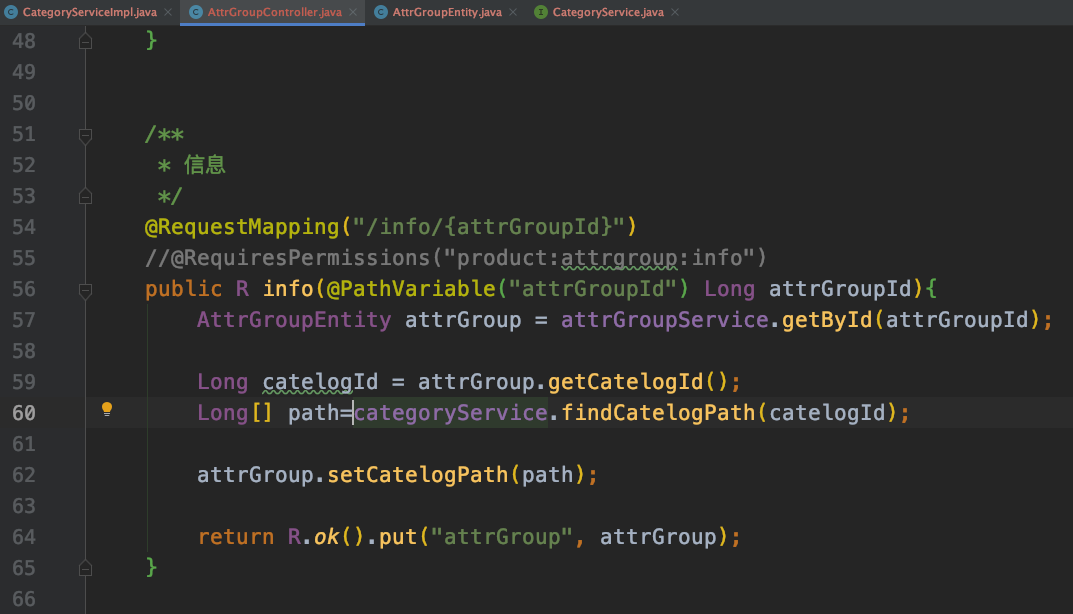 CategoryServiceImpl.java × AttrGroupController.java × AttrGroupEntity.java × CategoryService.java ×
48 }
49
50
51 /**
52 * 信息
53 */
54 @RequestMapping("/info/{attrGroupId}")
55 //@RequiresPermissions("product:attrgroup:info")
56 public R info(@PathVariable("attrGroupId") Long attrGroupId){
57 AttrGroupEntity attrGroup = attrGroupService.getById(attrGroupId);
58
59 Long catelogId = attrGroup.getCatelogId();
60 Long[] path=categoryService.findCatelogPath(catelogId);
61
62 attrGroup.setCatelogPath(path);
63
64 return R.ok().put("attrGroup", attrGroup);
65 }
66